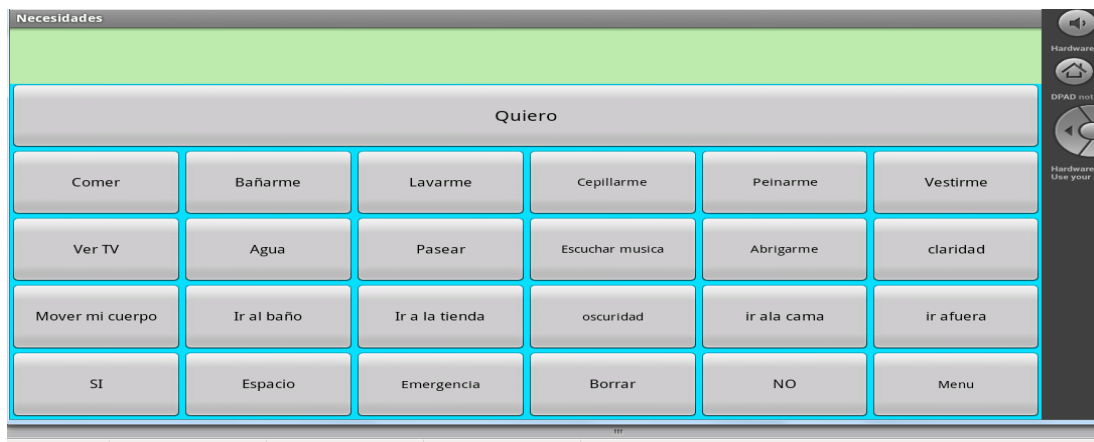 Necesidades
Hardware
Quiero
DPAD not
Comer Bañarme Lavarme Cepillarme Peinarme Vestirme
Hardware
Use your
Ver TV Agua Pasear Escuchar musica Abrigarme claridad
Mover mi cuerpo Ir al baño Ir a la tienda oscuridad ir ala cama ir afuera
SI Espacio Emergencia Borrar NO Menu